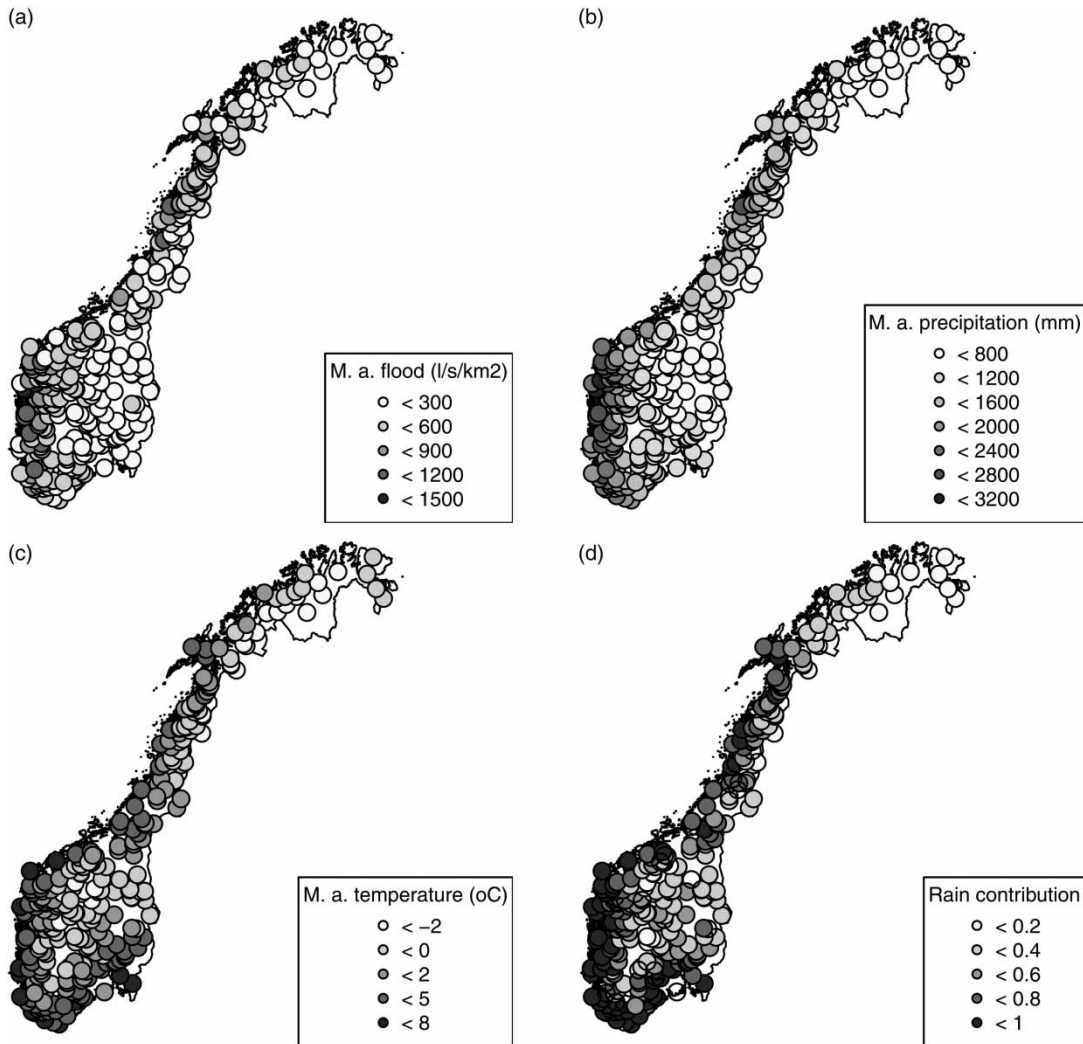 (a)
M. a. flood (l/s/km2)
< 300
< 600
< 900
< 1200
< 1500
(b)
M. a. precipitation (mm)
< 800
< 1200
< 1600
< 2000
< 2400
< 2800
< 3200
(c)
M. a. temperature (oC)
< −2
< 0
< 2
< 5
< 8
(d)
Rain contribution
< 0.2
< 0.4
< 0.6
< 0.8
< 1